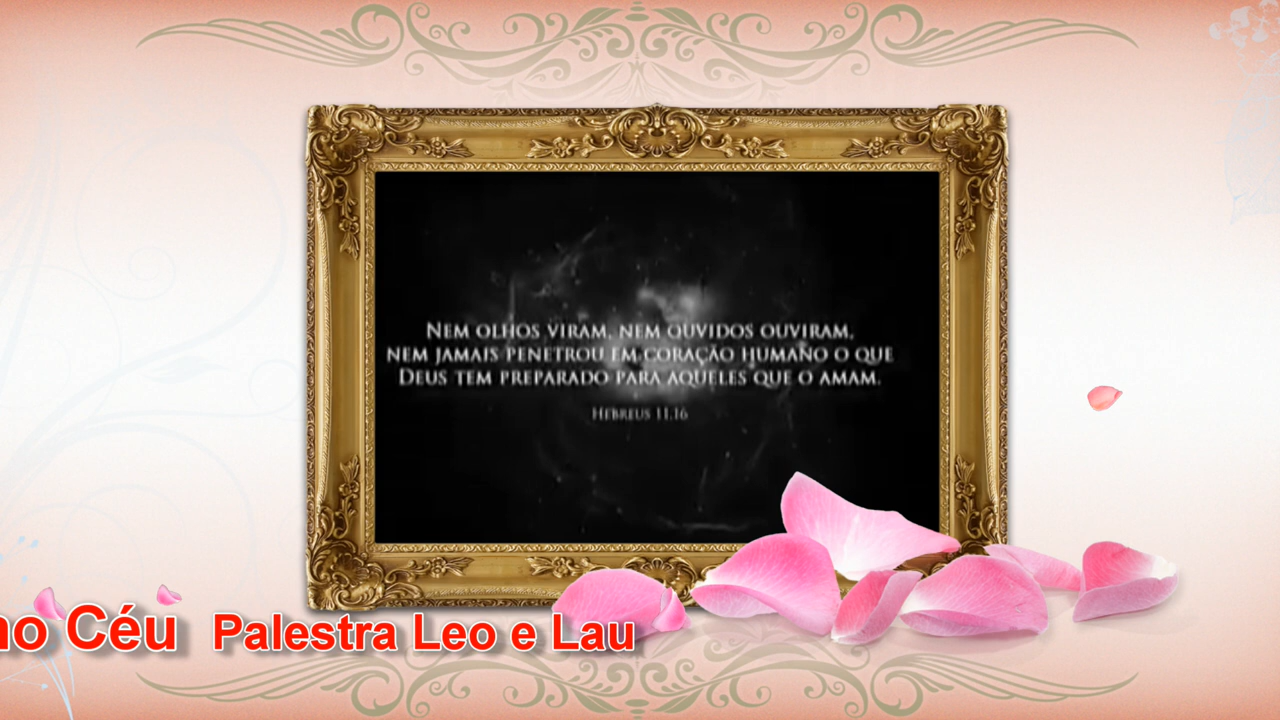 NEM OLHOS VIRAM, NEM OUVIDOS OUVIRAM,
NEM JAMAIS PENETROU EM CORAÇÃO HUMANO O QUE
DEUS TEM PREPARADO PARA AQUELES QUE O AMAM.
HEBREUS 11,16
no Céu Palestra Leo e Lau